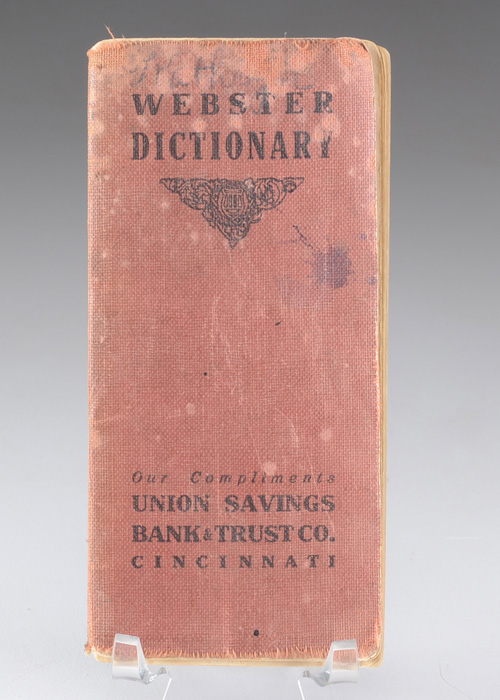 WEBSTER
DICTIONARY
Our Compliments
UNION SAVINGS
BANK & TRUST CO.
CINCINNATI